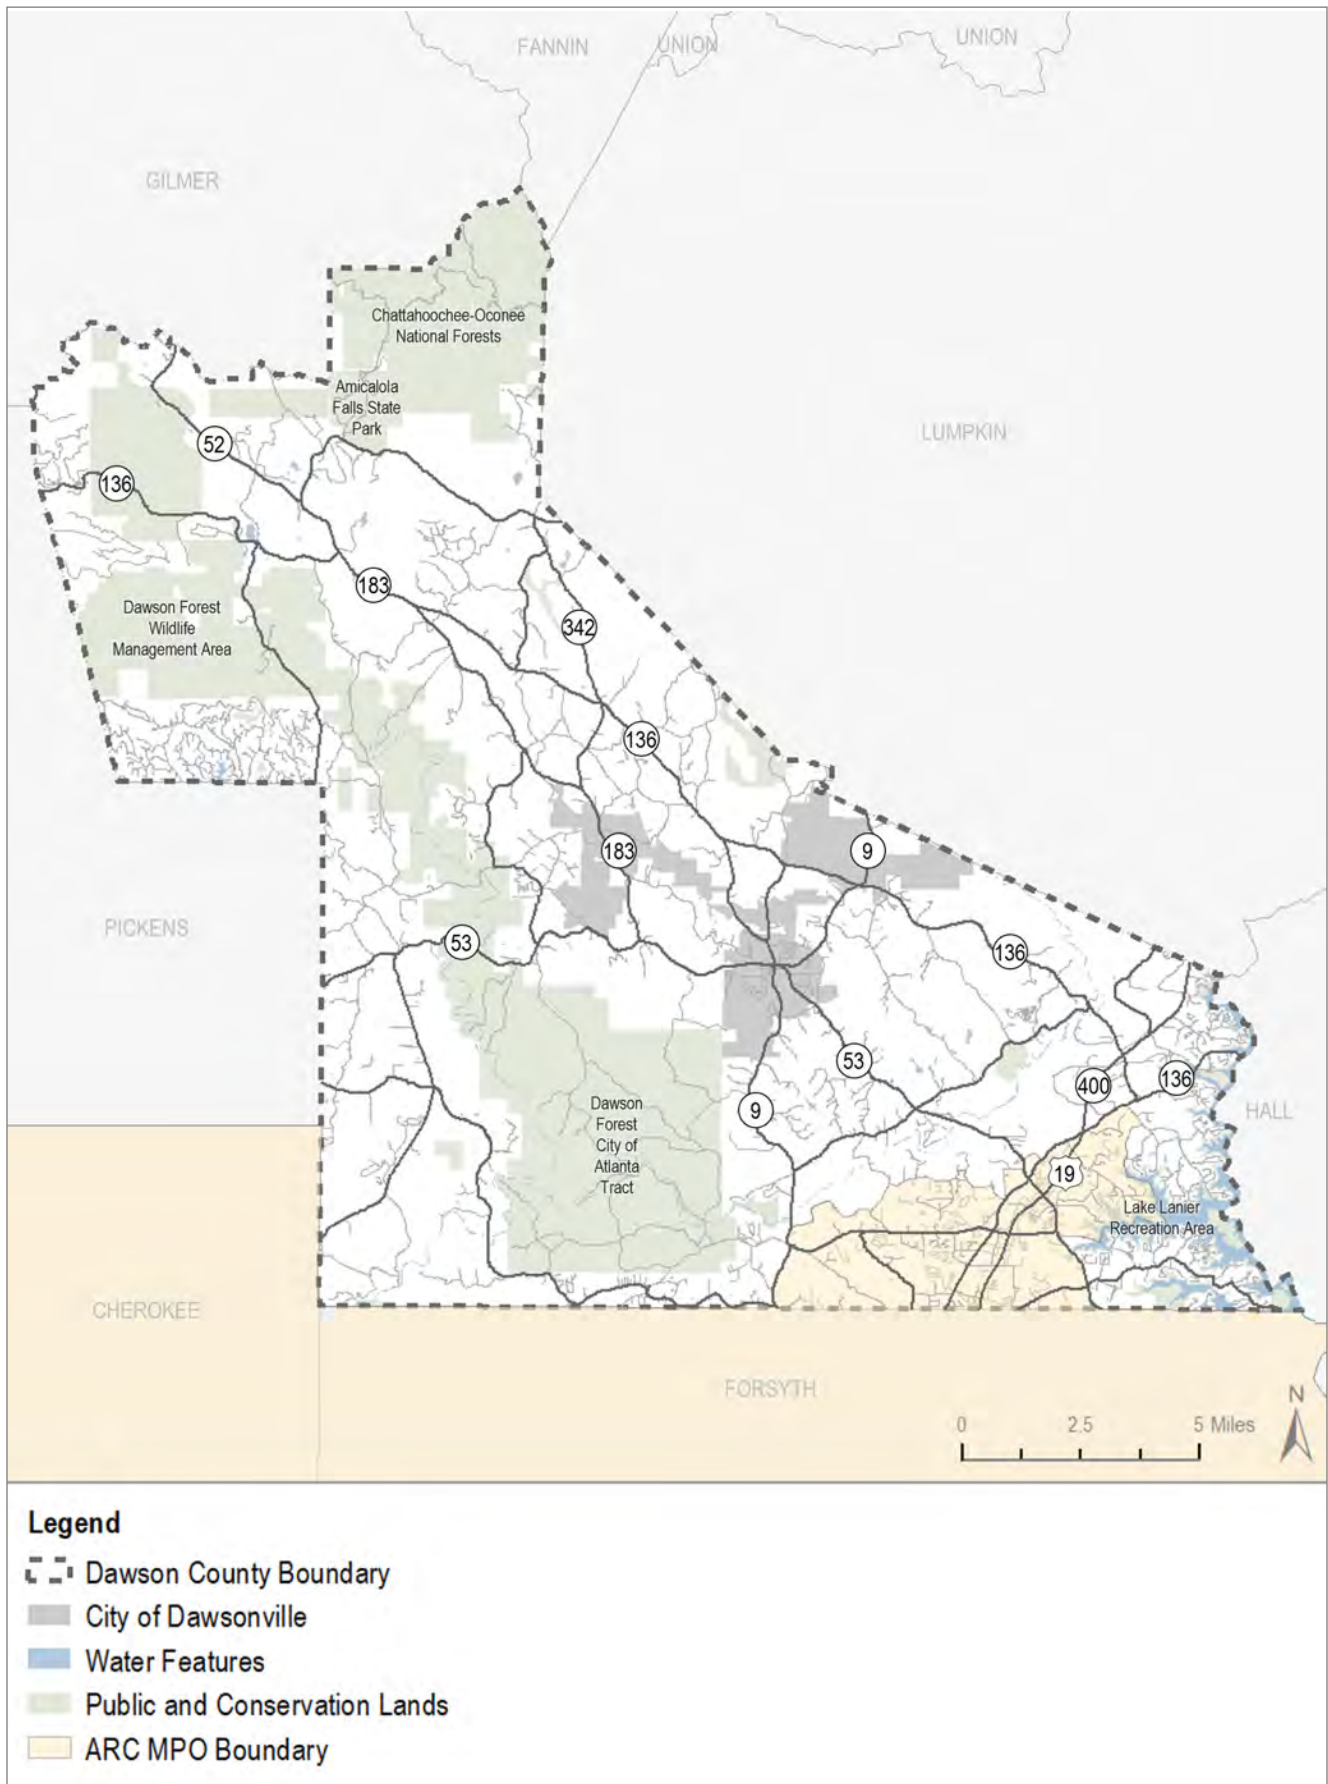 FANNIN
UNION
UNION
GILMER
Chattahoochee-Oconee
National Forests
Amicalola
Falls State
Park
LUMPKIN
52
136
183
Dawson Forest
Wildlife
Management Area
342
136
183
9
PICKENS
53
136
53
400
136
9
HALL
Dawson
Forest
City of
Atlanta
Tract
19
Lake Lanier
Recreation Area
CHEROKEE
FORSYTH
N
0 2.5 5 Miles
Legend
Dawson County Boundary
City of Dawsonville
Water Features
Public and Conservation Lands
ARC MPO Boundary